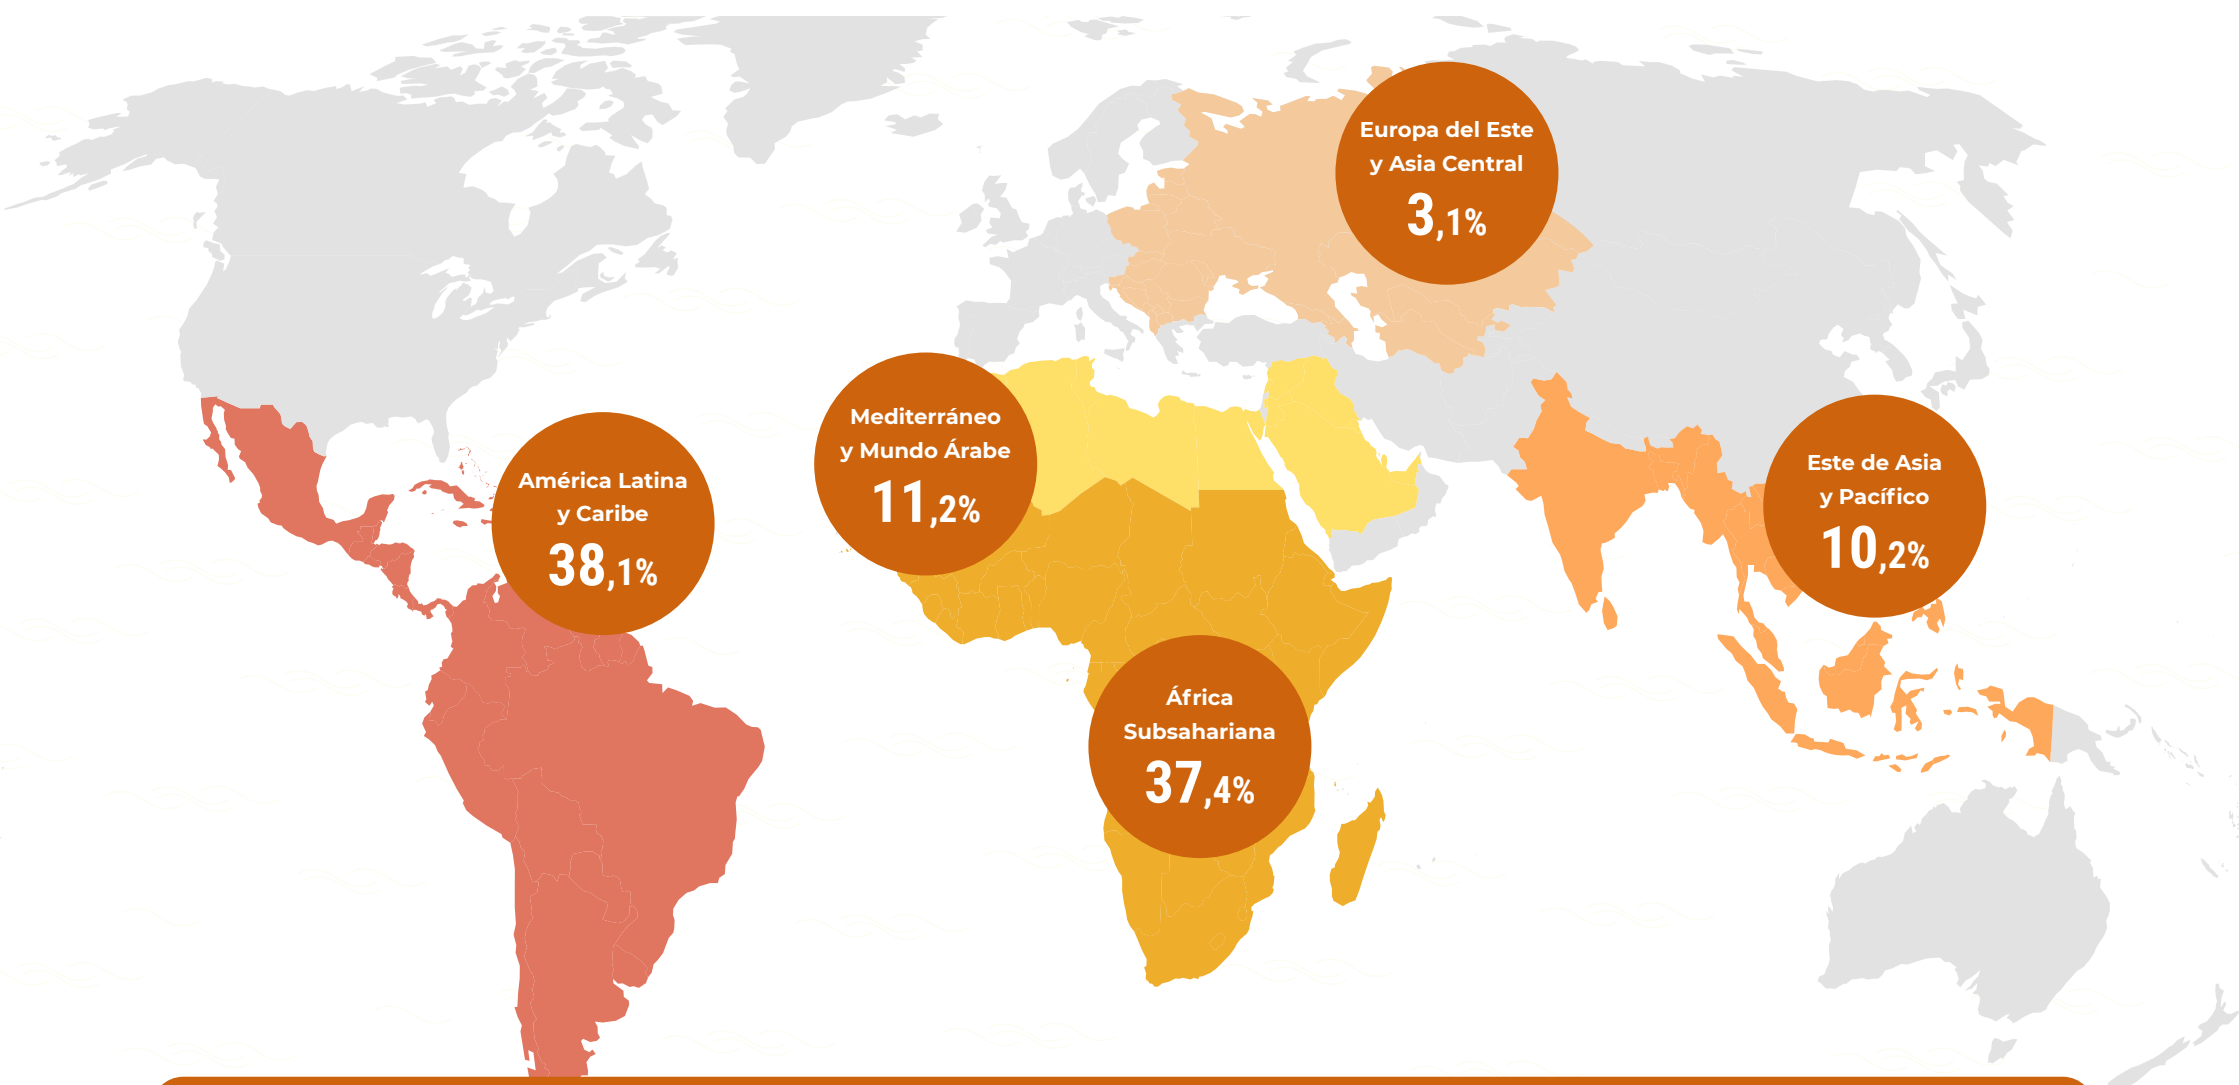 Europa del Este
y Asia Central
3,1%
Mediterráneo
y Mundo Árabe
11,2%
América Latina
y Caribe
38,1%
Este de Asia
y Pacífico
10,2%
África
Subsahariana
37,4%